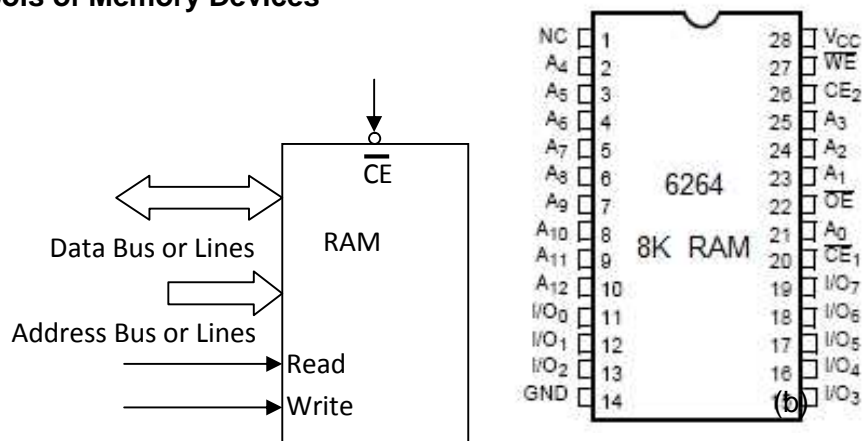 ols of Memory Devices
CE
RAM
Data Bus or Lines
Address Bus or Lines
Read
Write
NC 1
A4 2
A5 3
A6 4
A7 5
A8 6
A9 7
A10 8
A11 9
A12 10
I/O0 11
I/O1 12
I/O2 13
GND 14
6264
8K RAM
28 VCC
27 WE
26 CE2
25 A3
24 A2
23 A1
22 OE
21 A0
20 CE1
19 I/O7
18 I/O6
17 I/O5
16 I/O4
I/O3
(b)